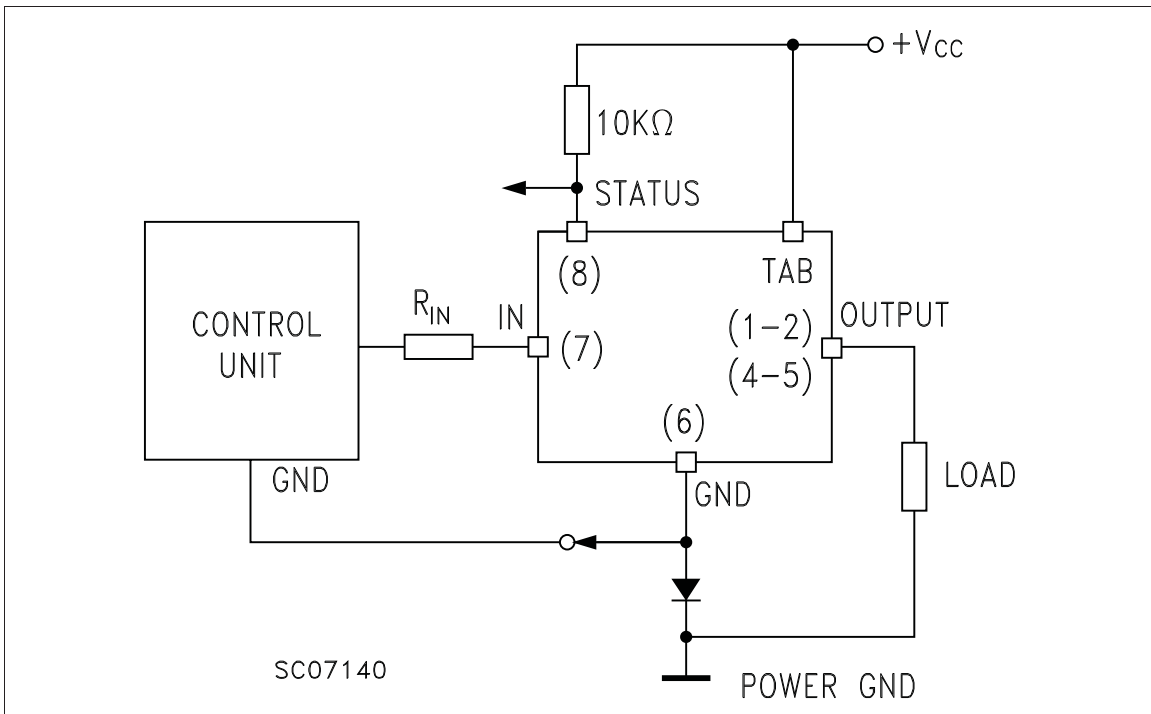 +VCC
10KΩ
STATUS
(8)
TAB
CONTROL
UNIT
RIN
IN
(7)
(1-2)
(4-5)
OUTPUT
(6)
GND
GND
LOAD
SC07140
POWER GND